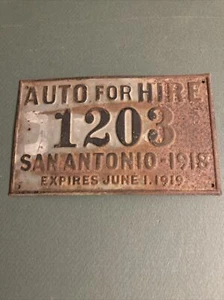 AUTO FOR HIRE
1203
SAN ANTONIO-1918
EXPIRES JUNE 1, 1919